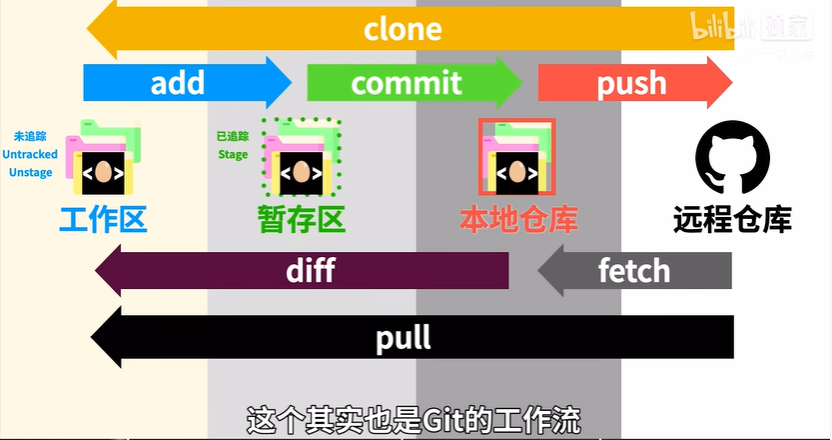 clone
bilibili 独家
add
commit
push
未追踪
Untracked
Unstage
已追踪
Stage
< >
< >
< >
工作区
暂存区
本地仓库
远程仓库
diff
fetch
pull
这个其实也是Git的工作流